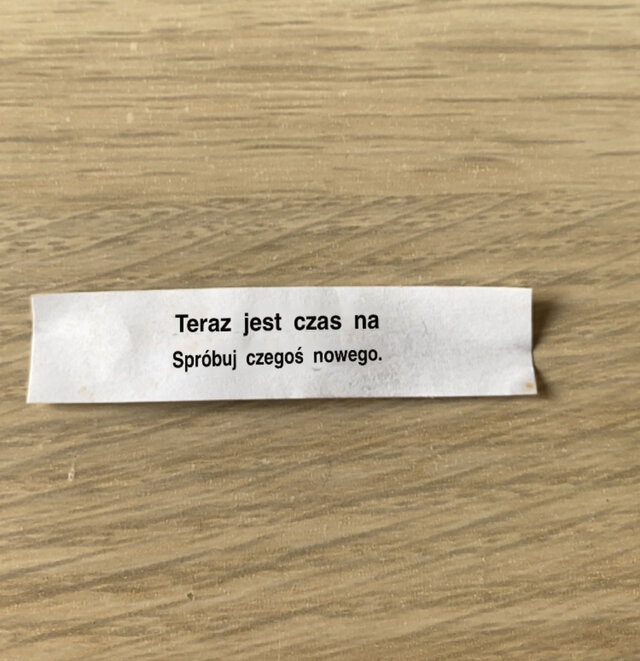 Teraz jest czas na
Spróbuj czegoś nowego.